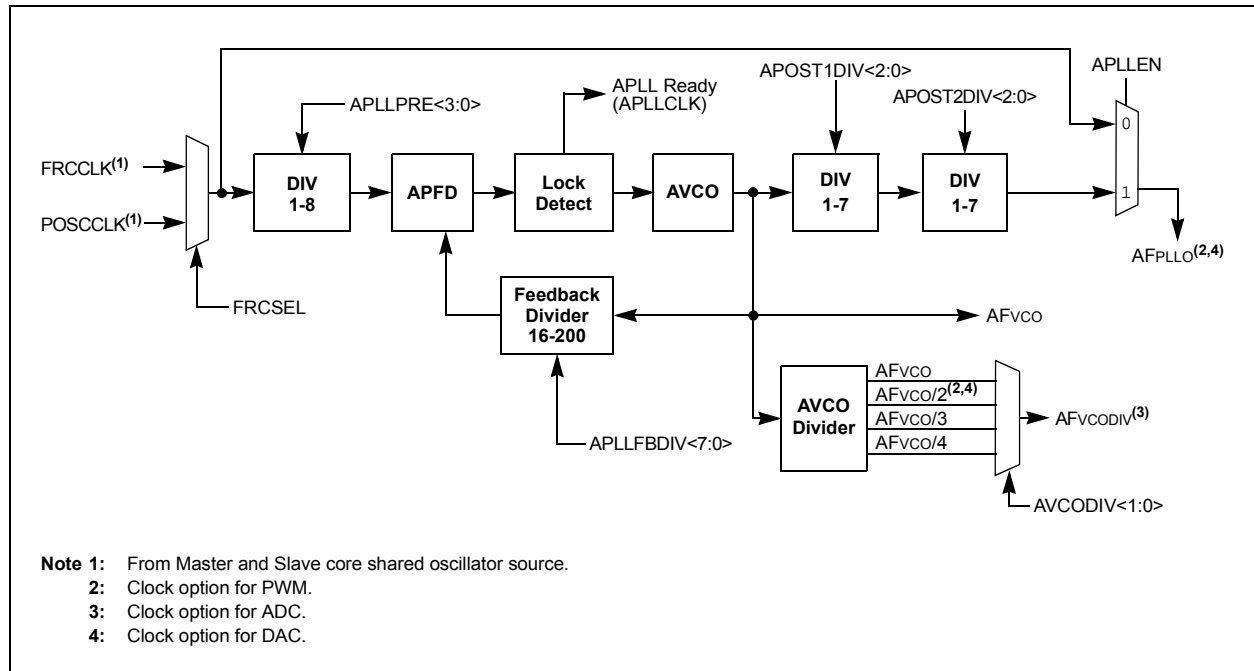 APLLEN
APOST1DIV<2:0>
APLL Ready
(APLLCLK)
APOST2DIV<2:0>
APLLPRE<3:0>
0
FRCCLK(1)
DIV
1-8
APFD
Lock
Detect
AVCO
DIV
1-7
DIV
1-7
1
POSCCLK(1)
AFPLLO(2,4)
FRCSEL
Feedback
Divider
16-200
AFVCO
AVCO
Divider
AFVCO
AFVCO/2(2,4)
AFVCO/3
AFVCO/4
AFVCODIV(3)
APLLFBDIV<7:0>
AVCODIV<1:0>
Note 1: From Master and Slave core shared oscillator source.
2: Clock option for PWM.
3: Clock option for ADC.
4: Clock option for DAC.